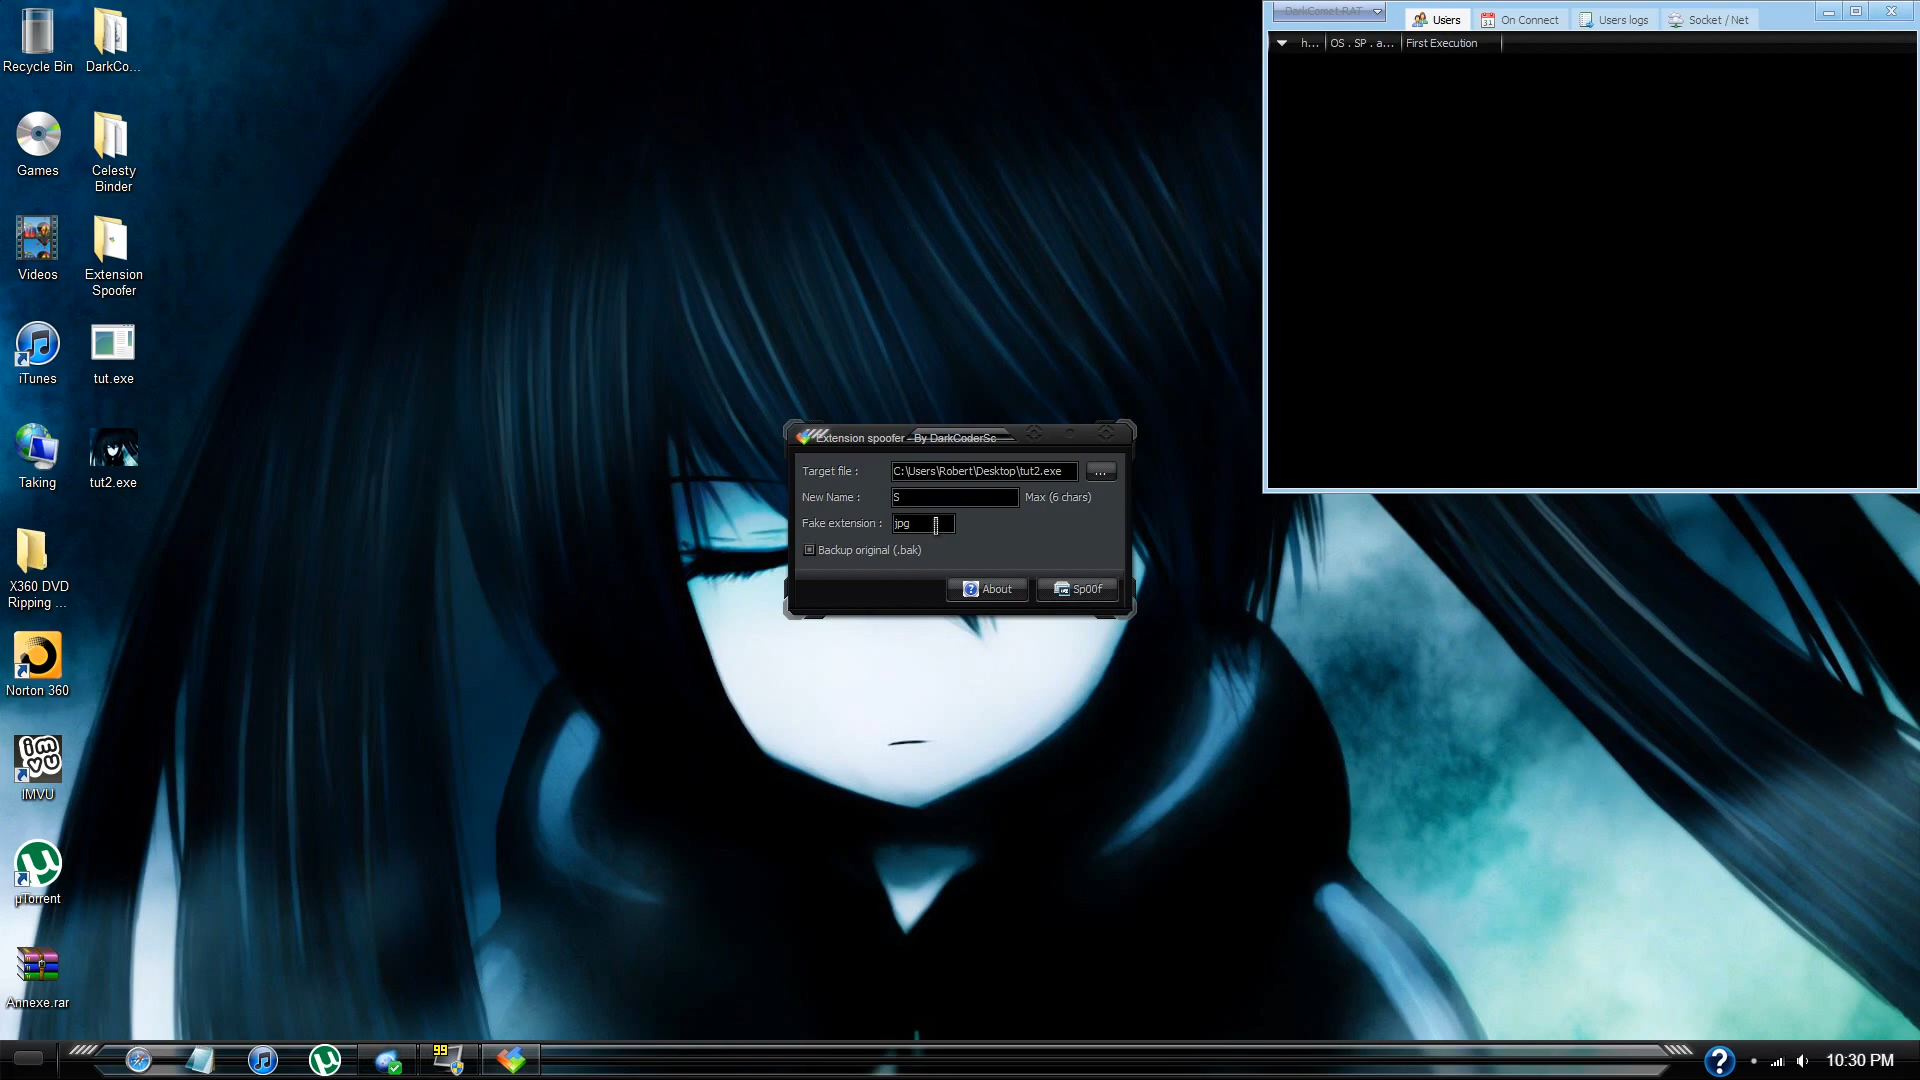 Recycle Bin
DarkCo...
Games
Celesty
Binder
Videos
Extension
Spoofer
iTunes
tut.exe
Taking
tut2.exe
X360 DVD
Ripping ...
Norton 360
imvu
IMVU
µTorrent
Annexe.rar
DarkComet-RAT
Users
31
On Connect
Users logs
Socket / Net
h...
OS . SP . a...
First Execution
Extension spoofer - By DarkCoderSc
Target file :
C:\Users\Robert\Desktop\tut2.exe
...
New Name :
S
Max (6 chars)
Fake extension :
jpg
Backup original (.bak)
About
Sp00f
99
10:30 PM